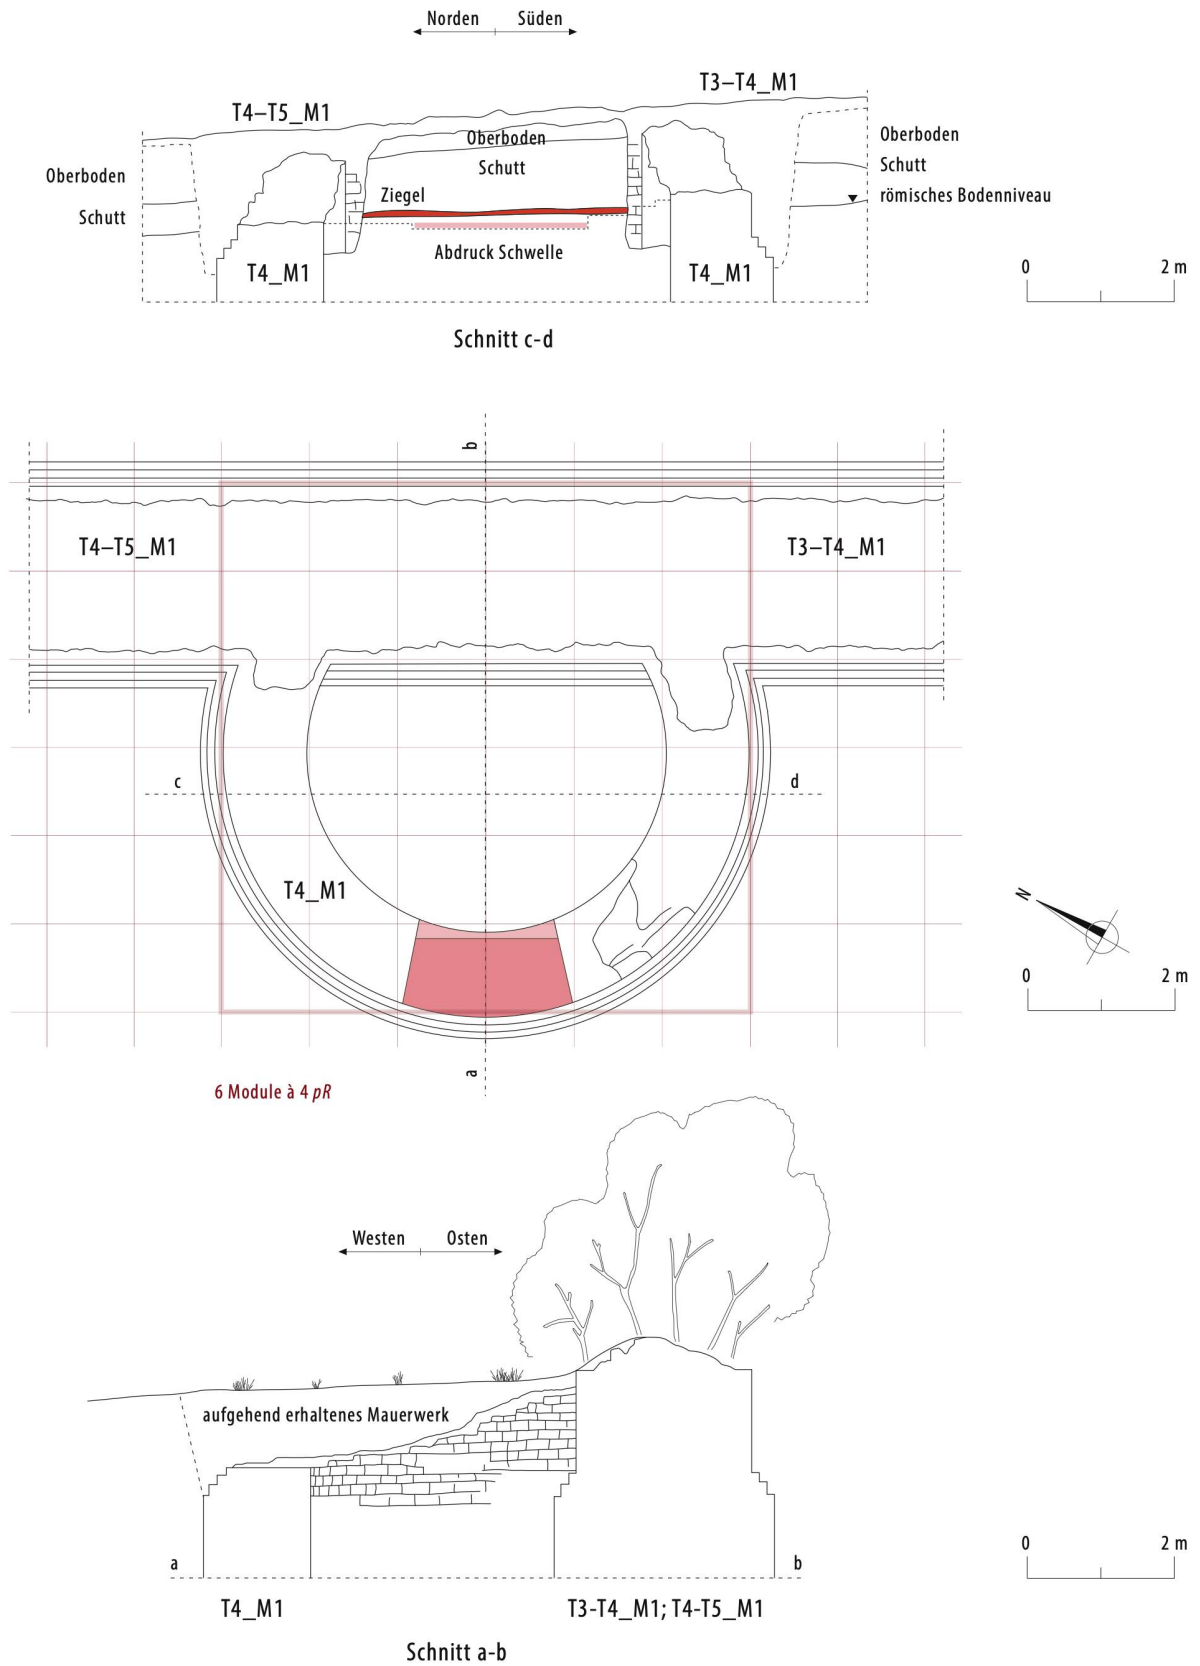 Norden Süden
T3–T4_M1
T4–T5_M1
Oberboden
Oberboden
Schutt
Schutt
Oberboden
Ziegel
römisches Bodenniveau
Schutt
Abdruck Schwelle
T4_M1
T4_M1
0 2 m
Schnitt c-d
b
T4–T5_M1
T3–T4_M1
c
d
T4_M1
N
0 2 m
a
6 Module à 4 pR
Westen Osten
aufgehend erhaltenes Mauerwerk
0 2 m
a
b
T4_M1
T3-T4_M1; T4-T5_M1
Schnitt a-b